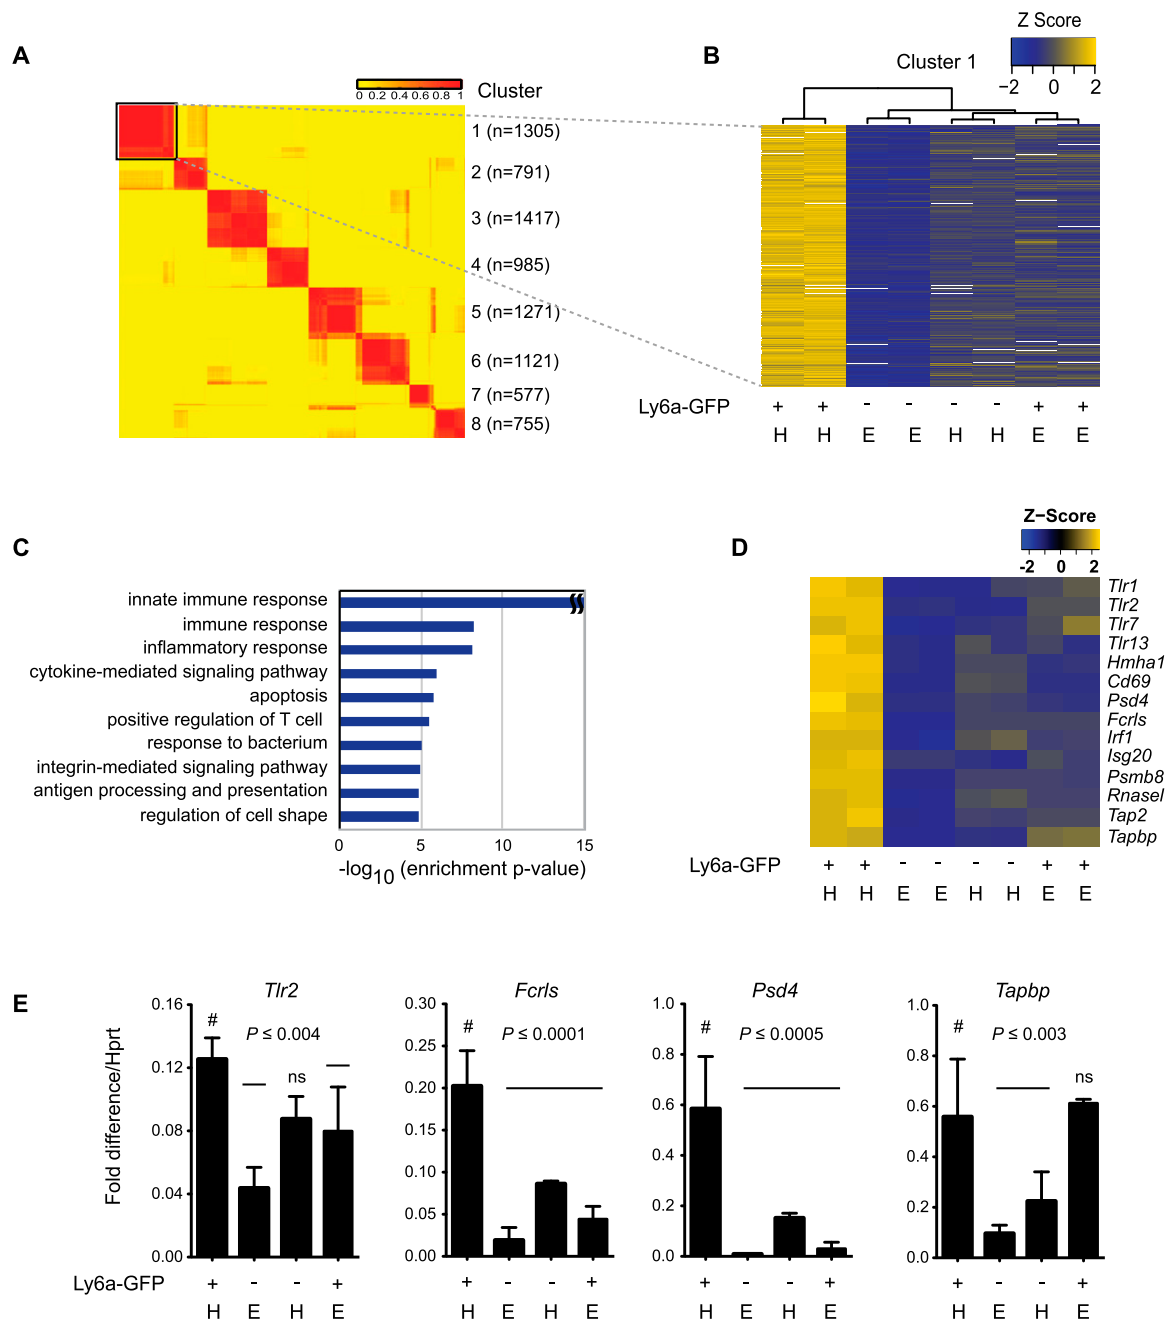 A
0 0.2 0.4 0.6 0.8 1
Cluster
1 (n=1305)
2 (n=791)
3 (n=1417)
4 (n=985)
5 (n=1271)
6 (n=1121)
7 (n=577)
8 (n=755)
B
Z Score
Cluster 1
−2 0 2
Ly6a-GFP + + - - - - + +
H H E E H H E E
C
innate immune response
immune response
inflammatory response
cytokine-mediated signaling pathway
apoptosis
positive regulation of T cell
response to bacterium
integrin-mediated signaling pathway
antigen processing and presentation
regulation of cell shape
0 5 10 15
-log10 (enrichment p-value)
D
Z−Score
-2 0 2
Tlr1
Tlr2
Tlr7
Tlr13
Hmha1
Cd69
Psd4
Fcrls
Irf1
Isg20
Psmb8
Rnasel
Tap2
Tapbp
Ly6a-GFP + + - - - - + +
H H E E H H E E
E
Fold difference/Hprt
Tlr2
0.16
0.12
0.08
0.04
0.00
#
P ≤ 0.004
ns
Ly6a-GFP + - - +
H E H E
Fcrls
0.30
0.25
0.20
0.15
0.10
0.05
0.00
#
P ≤ 0.0001
+ - - +
H E H E
Psd4
1.0
0.8
0.6
0.4
0.2
0.0
#
P ≤ 0.0005
+ - - +
H E H E
Tapbp
1.0
0.8
0.6
0.4
0.2
0.0
#
P ≤ 0.003
ns
+ - - +
H E H E